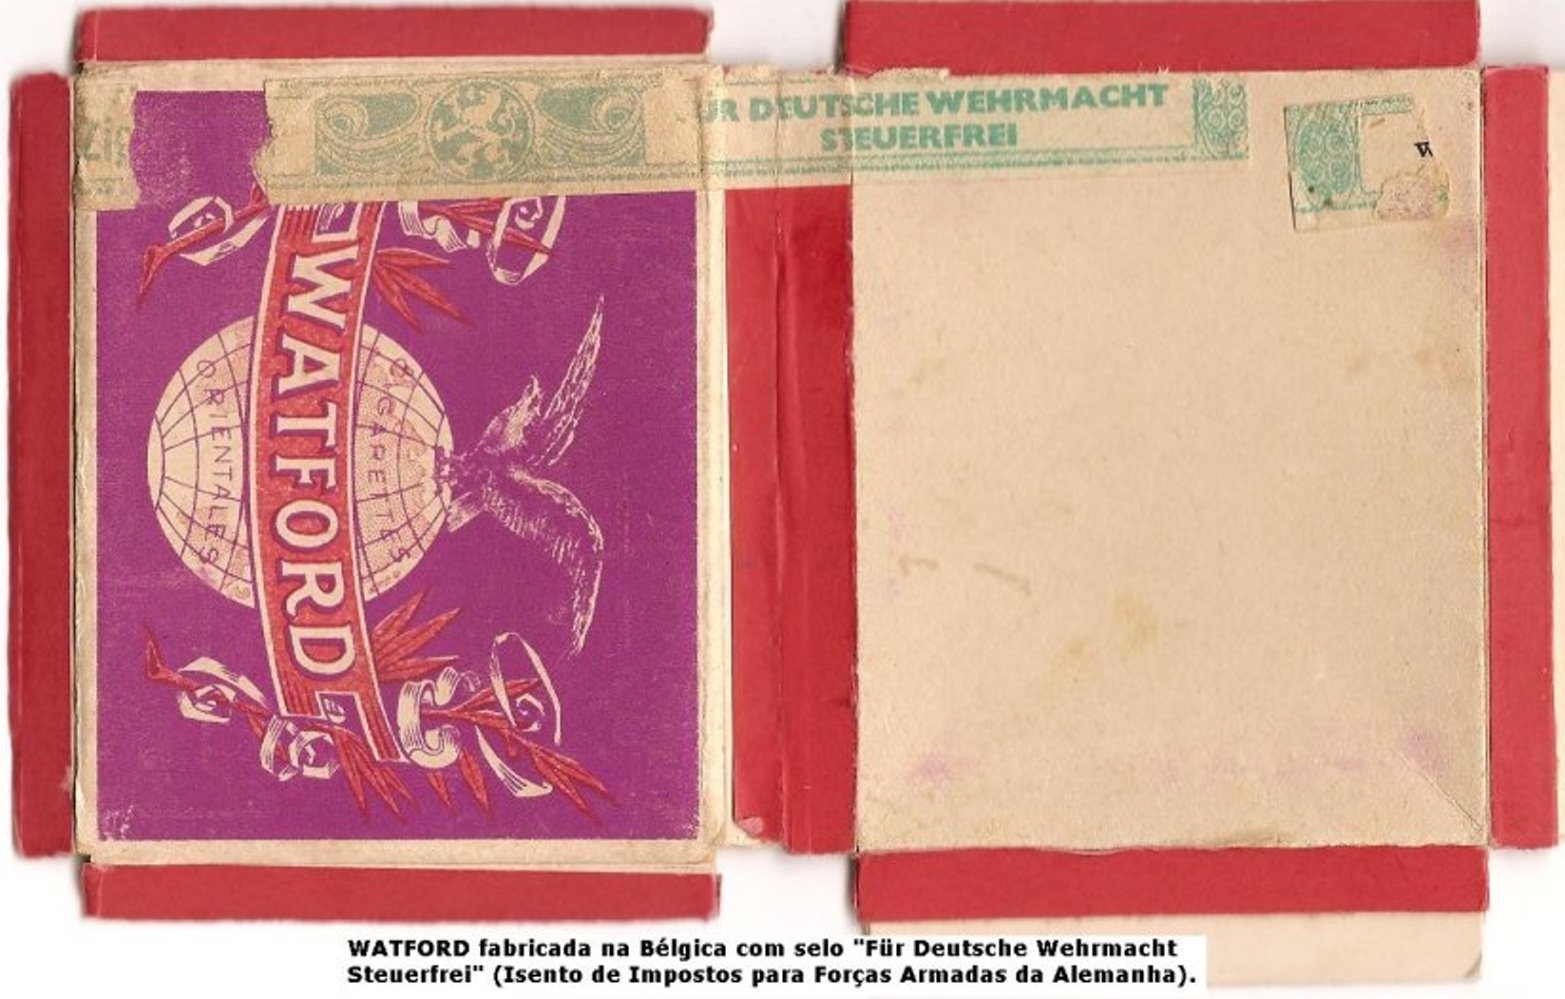 zig
ÜR DEUTSCHE WEHRMACHT
STEUERFREI
WATFORD
CIGARETTES
ORIENTALES
WATFORD fabricada na Bélgica com selo "Für Deutsche Wehrmacht
Steuerfrei" (Isento de Impostos para Forças Armadas da Alemanha).